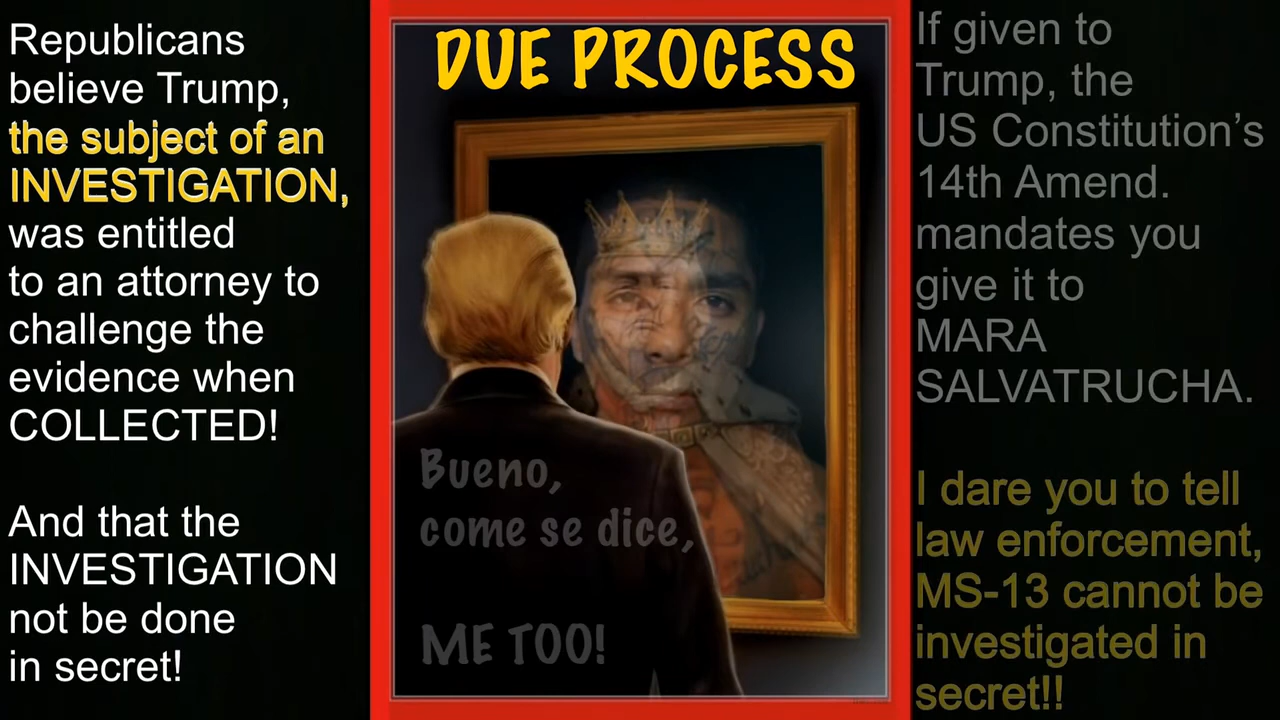 Republicans
believe Trump,
the subject of an
INVESTIGATION,
was entitled
to an attorney to
challenge the
evidence when
COLLECTED!
And that the
INVESTIGATION
not be done
in secret!
DUE PROCESS
Bueno,
come se dice,
ME TOO!
If given to
Trump, the
US Constitution’s
14th Amend.
mandates you
give it to
MARA
SALVATRUCHA.
I dare you to tell
law enforcement,
MS-13 cannot be
investigated in
secret!!